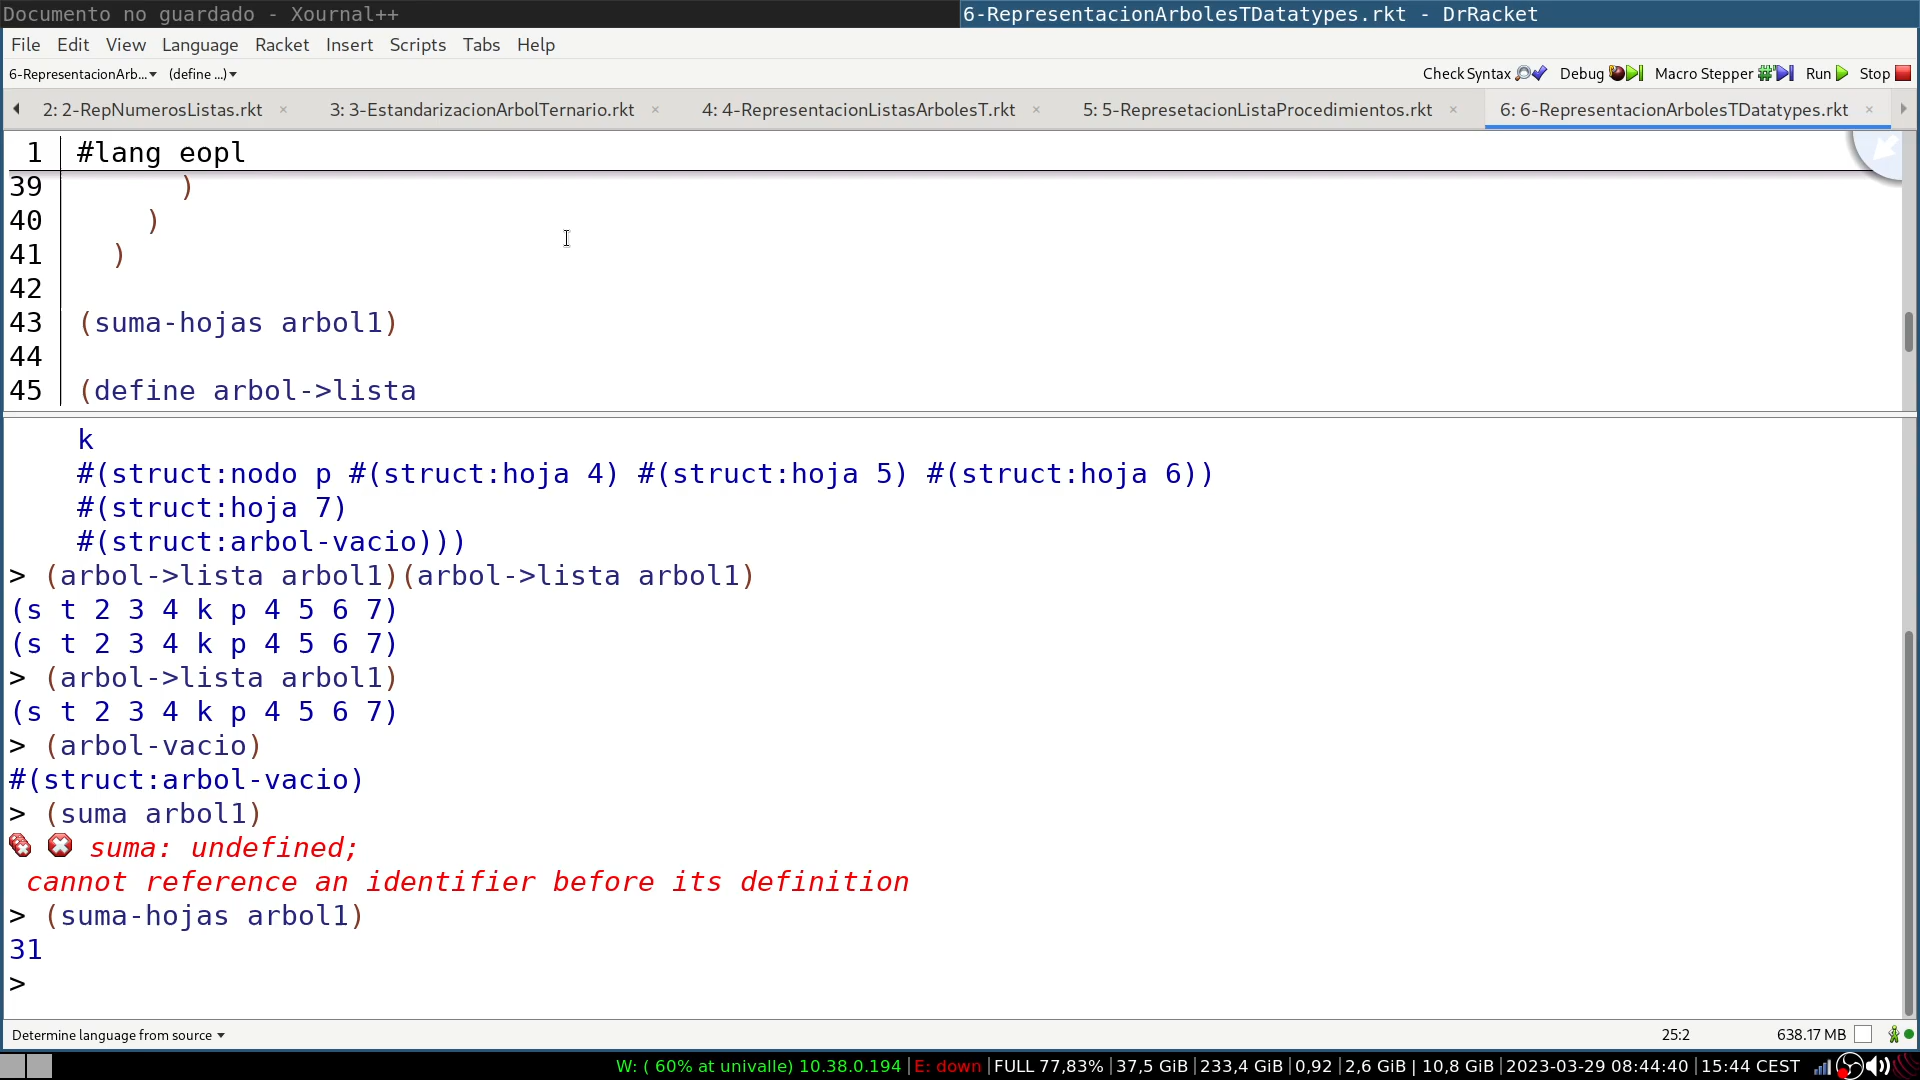 Documento no guardado - Xournal++
6-RepresentacionArbolesTDatatypes.rkt - DrRacket
File Edit View Language Racket Insert Scripts Tabs Help
6-RepresentacionArb... (define ...)
Check Syntax Debug Macro Stepper Run Stop
2: 2-RepNumerosListas.rkt 3: 3-EstandarizacionArbolTernario.rkt 4: 4-RepresentacionListasArbolesT.rkt 5: 5-RepresetacionListaProcedimientos.rkt 6: 6-RepresentacionArbolesTDatatypes.rkt
1 #lang eopl
39 )
40 )
41 )
42
43 (suma-hojas arbol1)
44
45 (define arbol->lista
k
#(struct:nodo p #(struct:hoja 4) #(struct:hoja 5) #(struct:hoja 6))
#(struct:hoja 7)
#(struct:arbol-vacio)))
> (arbol->lista arbol1)(arbol->lista arbol1)
(s t 2 3 4 k p 4 5 6 7)
(s t 2 3 4 k p 4 5 6 7)
> (arbol->lista arbol1)
(s t 2 3 4 k p 4 5 6 7)
> (arbol-vacio)
#(struct:arbol-vacio)
> (suma arbol1)
suma: undefined;
cannot reference an identifier before its definition
> (suma-hojas arbol1)
31
>
Determine language from source 25:2 638.17 MB
W: ( 60% at univalle) 10.38.0.194 |E: down |FULL 77,83% |37,5 GiB |233,4 GiB |0,92 |2,6 GiB | 10,8 GiB |2023-03-29 08:44:40 |15:44 CEST